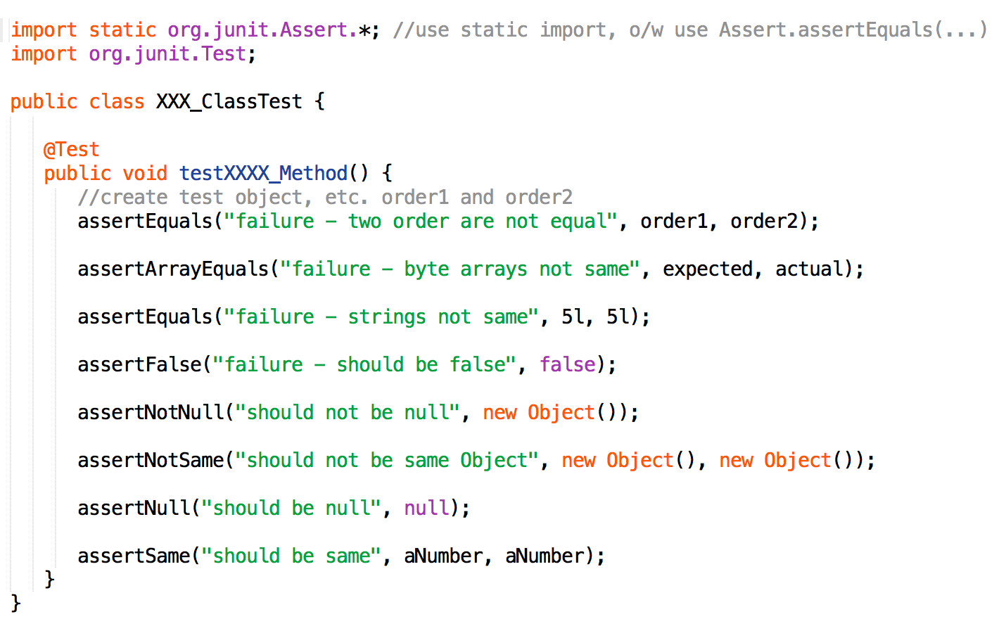 import static org.junit.Assert.*; //use static import, o/w use Assert.assertEquals(...)
import org.junit.Test;
public class XXX_ClassTest {
@Test
public void testXXXX_Method() {
//create test object, etc. order1 and order2
assertEquals("failure – two order are not equal", order1, order2);
assertArrayEquals("failure – byte arrays not same", expected, actual);
assertEquals("failure – strings not same", 5l, 5l);
assertFalse("failure – should be false", false);
assertNotNull("should not be null", new Object());
assertNotSame("should not be same Object", new Object(), new Object());
assertNull("should be null", null);
assertSame("should be same", aNumber, aNumber);
}
}